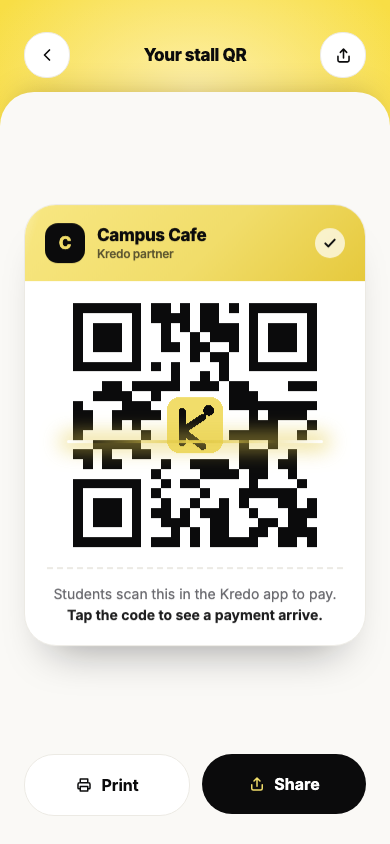 Your stall QR
C
Campus Cafe
Kredo partner
K
Students scan this in the Kredo app to pay.
Tap the code to see a payment arrive.
Print
Share